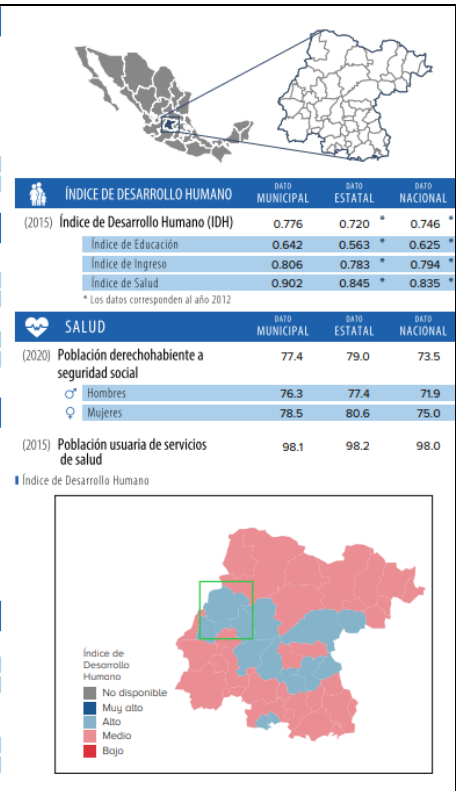 ÍNDICE DE DESARROLLO HUMANO DATO MUNICIPAL DATO ESTATAL DATO NACIONAL
(2015) Índice de Desarrollo Humano (IDH) 0.776 0.720 * 0.746 *
Índice de Educación 0.642 0.563 * 0.625 *
Índice de Ingreso 0.806 0.783 * 0.794 *
Índice de Salud 0.902 0.845 * 0.835 *
* Los datos corresponden al año 2012
SALUD DATO MUNICIPAL DATO ESTATAL DATO NACIONAL
(2020) Población derechohabiente a 77.4 79.0 73.5
seguridad social
♂ Hombres 76.3 77.4 71.9
♀ Mujeres 78.5 80.6 75.0
(2015) Población usuaria de servicios 98.1 98.2 98.0
de salud
Índice de Desarrollo Humano
Índice de
Desarrollo
Humano
No disponible
Muy alto
Alto
Medio
Bajo